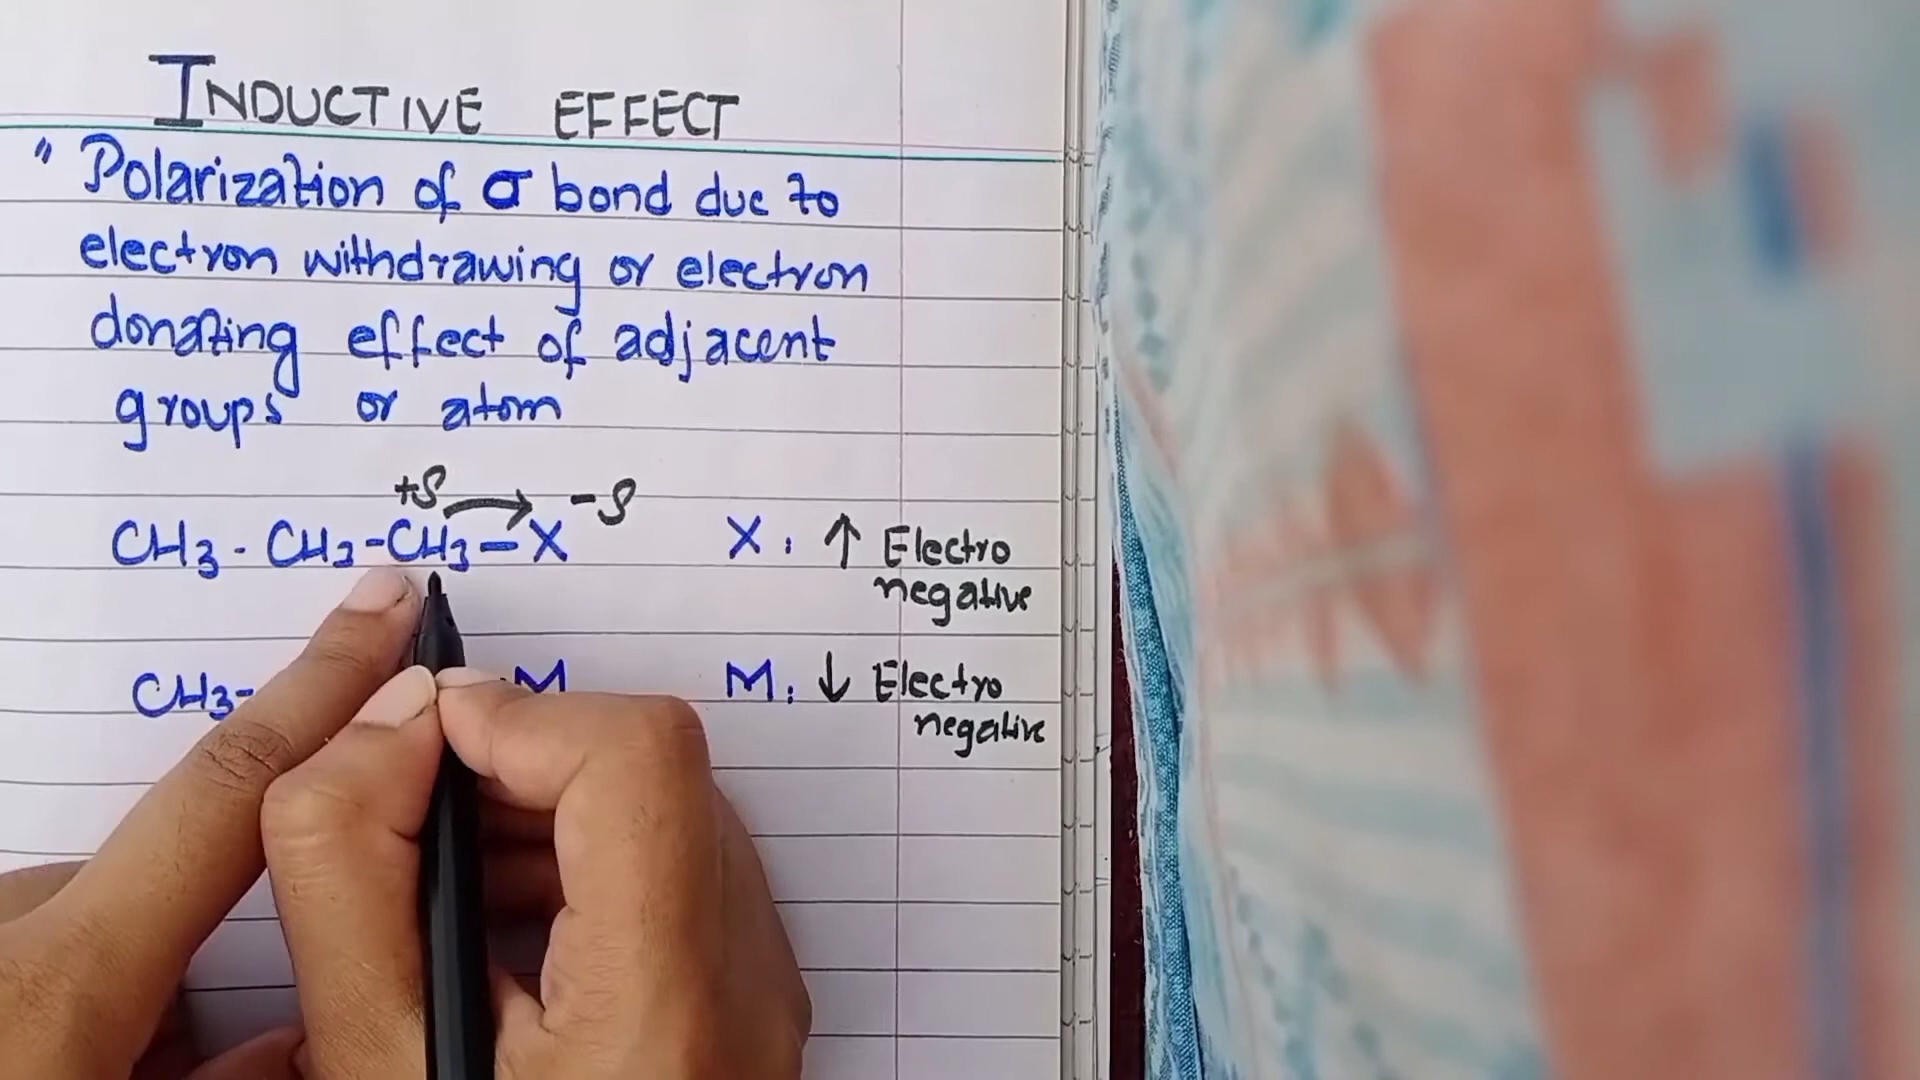 INDUCTIVE EFFECT
" Polarization of σ bond due to
electron withdrawing or electron
donating effect of adjacent
groups or atom
+δ -δ
CH3 - CH2 - CH3 - X X : ↑ Electro
negative
CH3- M M : ↓ Electro
negative